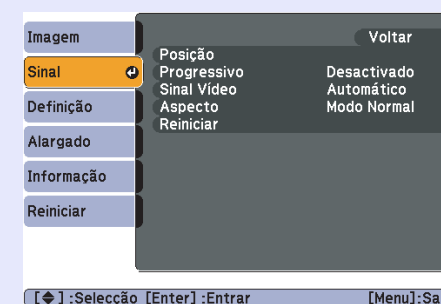 Imagem
Sinal
Definição
Alargado
Informação
Reiniciar
Voltar
Posição
Progressivo Desactivado
Sinal Vídeo Automático
Aspecto Modo Normal
Reiniciar
[ ] :Selecção [Enter] :Entrar [Menu]:Sa